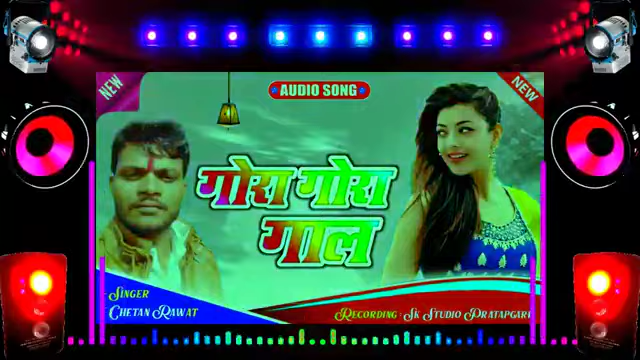 NEW
AUDIO SONG
NEW
गोरा गोरा
गाल
SINGER
CHETAN RAWAT
RECORDING : SK STUDIO PRATAPGARH